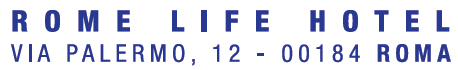 ROME LIFE HOTEL
VIA PALERMO, 12 - 00184 ROMA